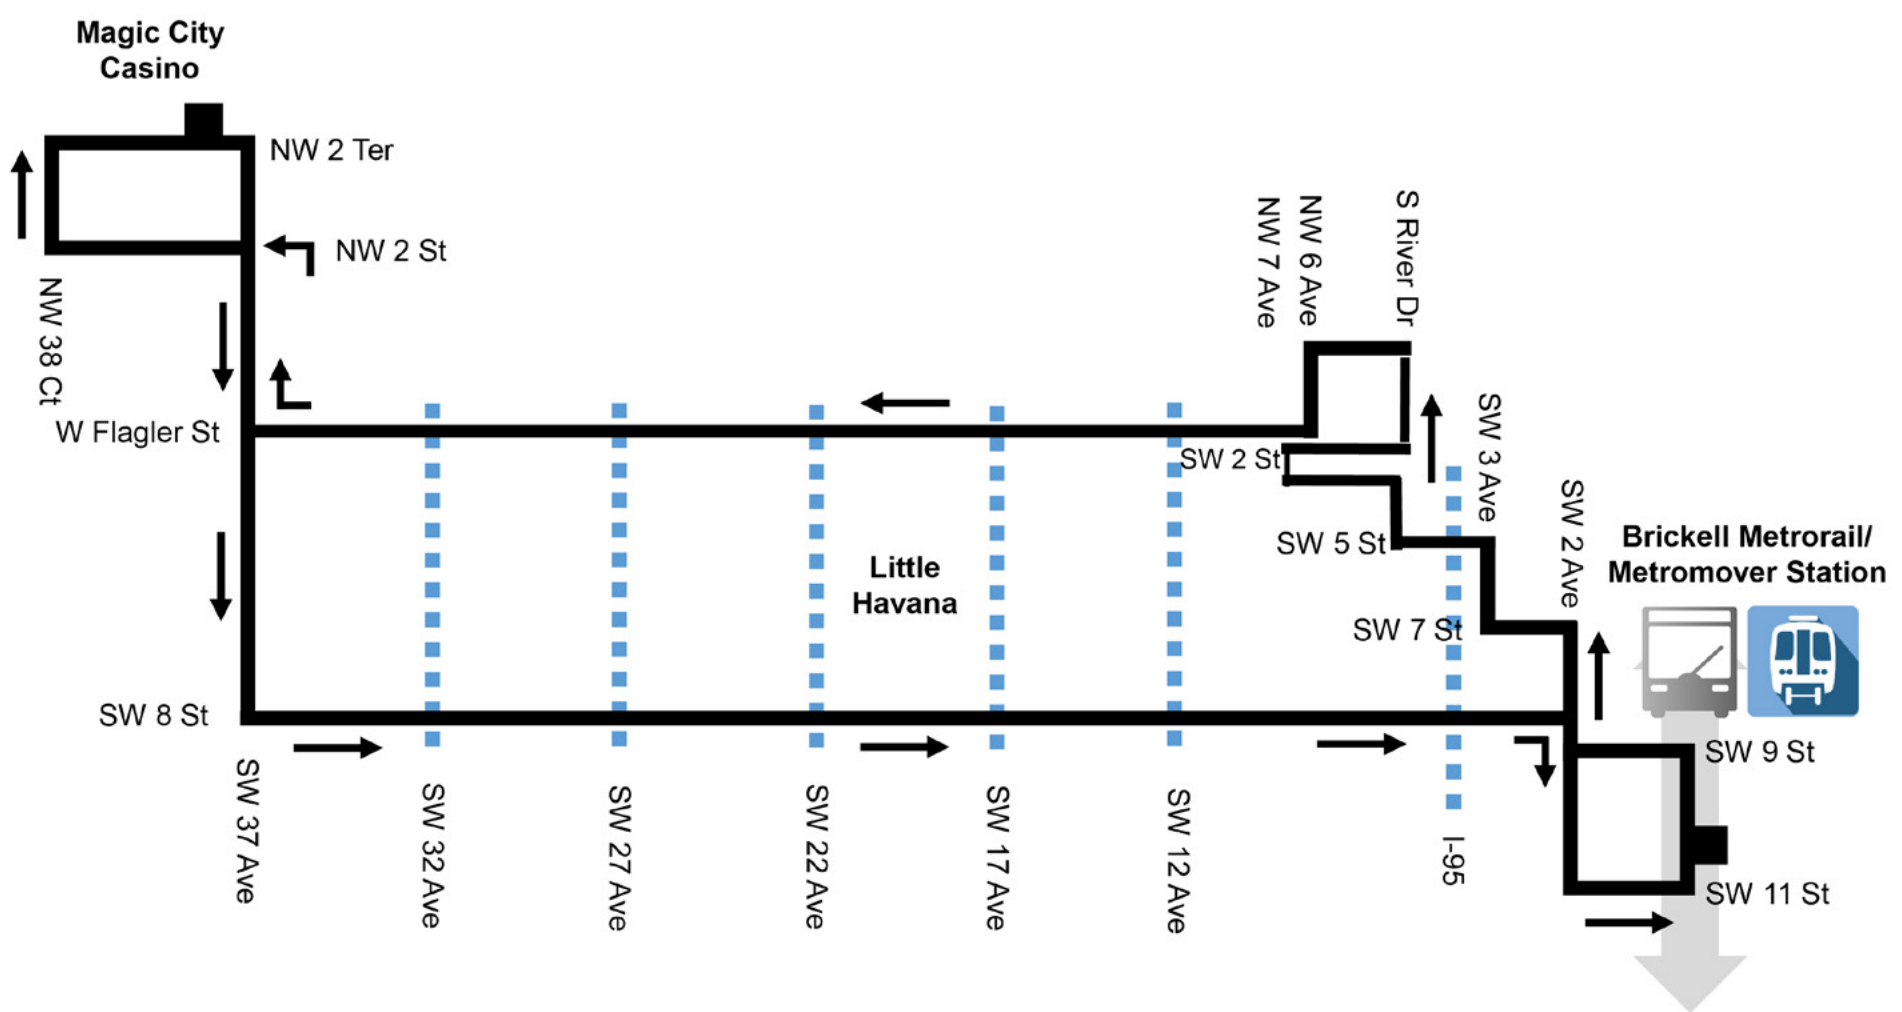 Magic City
Casino
NW 2 Ter
NW 2 St
NW 38 Ct
NW 7 Ave
NW 6 Ave
S River Dr
W Flagler St
SW 2 St
SW 3 Ave
SW 5 St
SW 2 Ave
Brickell Metrorail/
Metromover Station
Little
Havana
SW 7 St
SW 8 St
SW 9 St
SW 37 Ave
SW 32 Ave
SW 27 Ave
SW 22 Ave
SW 17 Ave
SW 12 Ave
I-95
SW 11 St